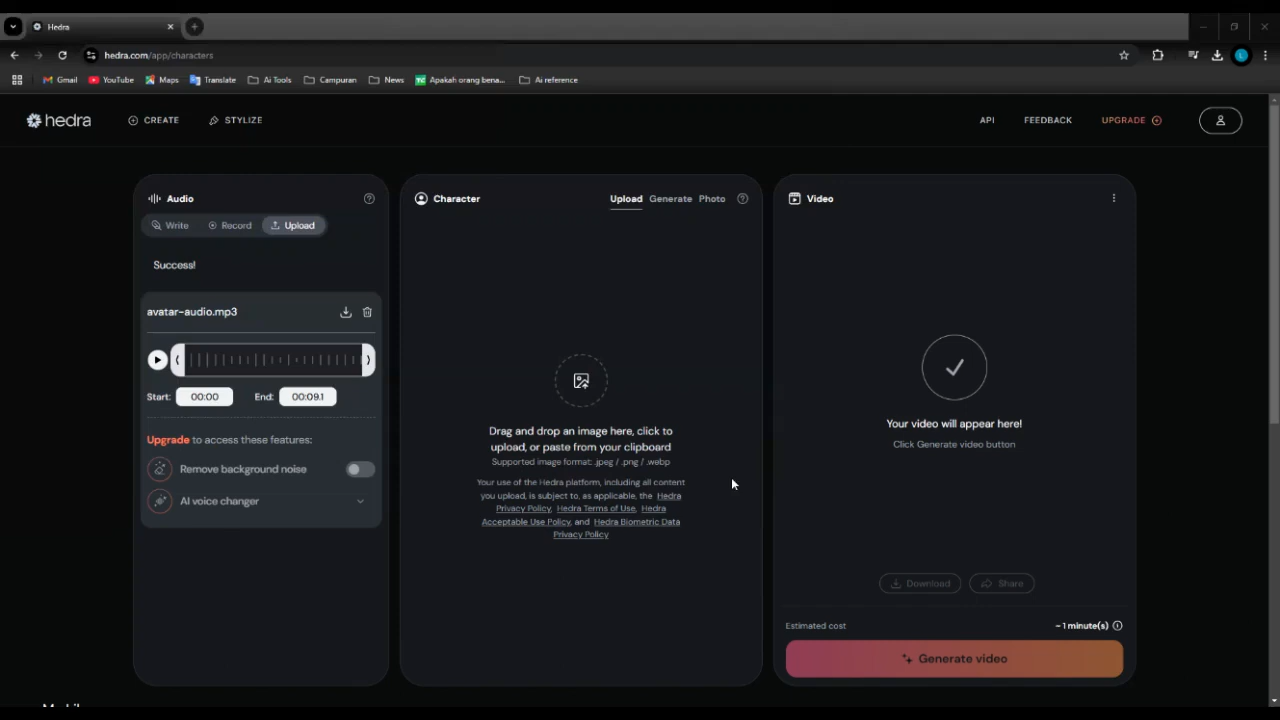 Hedra
hedra.com/app/characters
Gmail YouTube Maps Translate Ai Tools Campuran News Apakah orang bena... Ai reference
hedra CREATE STYLIZE API FEEDBACK UPGRADE
Audio
Write Record Upload
Success!
avatar-audio.mp3
Start: 00:00 End: 00:09.1
Upgrade to access these features:
Remove background noise
AI voice changer
Character Upload Generate Photo
Drag and drop an image here, click to
upload, or paste from your clipboard
Supported image format: .jpeg / .png / .webp
Your use of the Hedra platform, including all content
you upload, is subject to, as applicable, the Hedra
Privacy Policy, Hedra Terms of Use, Hedra
Acceptable Use Policy, and Hedra Biometric Data
Privacy Policy
Video
Your video will appear here!
Click Generate video button
Download Share
Estimated cost ~ 1 minute(s)
Generate video